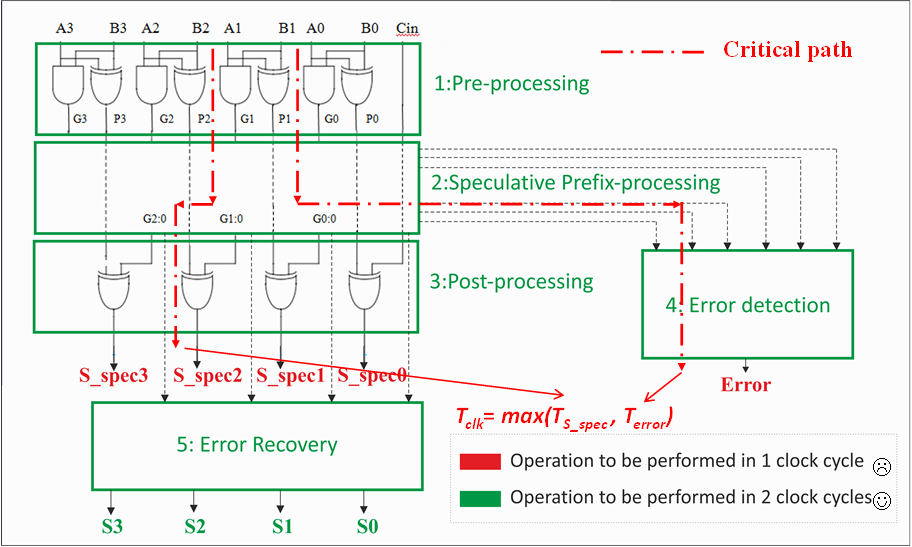 A3 B3 A2 B2 A1 B1 A0 B0 Cin
Critical path
1:Pre-processing
G3 P3 G2 P2 G1 P1 G0 P0
2:Speculative Prefix-processing
G2:0 G1:0 G0:0
3:Post-processing
4: Error detection
S_spec3 S_spec2 S_spec1 S_spec0
Error
Tclk= max(TS_spec, Terror)
5: Error Recovery
Operation to be performed in 1 clock cycle
Operation to be performed in 2 clock cycles
S3 S2 S1 S0